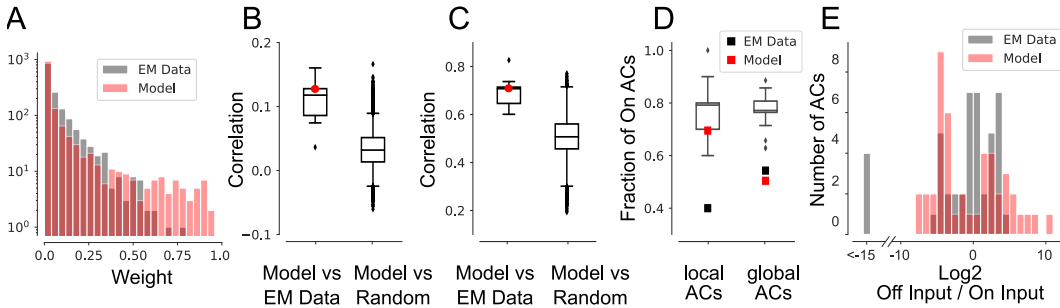 A
10³
10²
10¹
10⁰
EM Data
Model
0.0
0.25
0.5
0.75
1.0
Weight
B
Correlation
0.2
0.1
0.0
−0.1
Model vs
EM Data
Model vs
Random
C
Correlation
0.8
0.6
0.4
0.2
Model vs
EM Data
Model vs
Random
D
Fraction of On ACs
1.0
0.8
0.6
0.4
EM Data
Model
local
ACs
global
ACs
E
Number of ACs
8
6
4
2
0
EM Data
Model
<-15
-10
0
10
Log2
Off Input / On Input